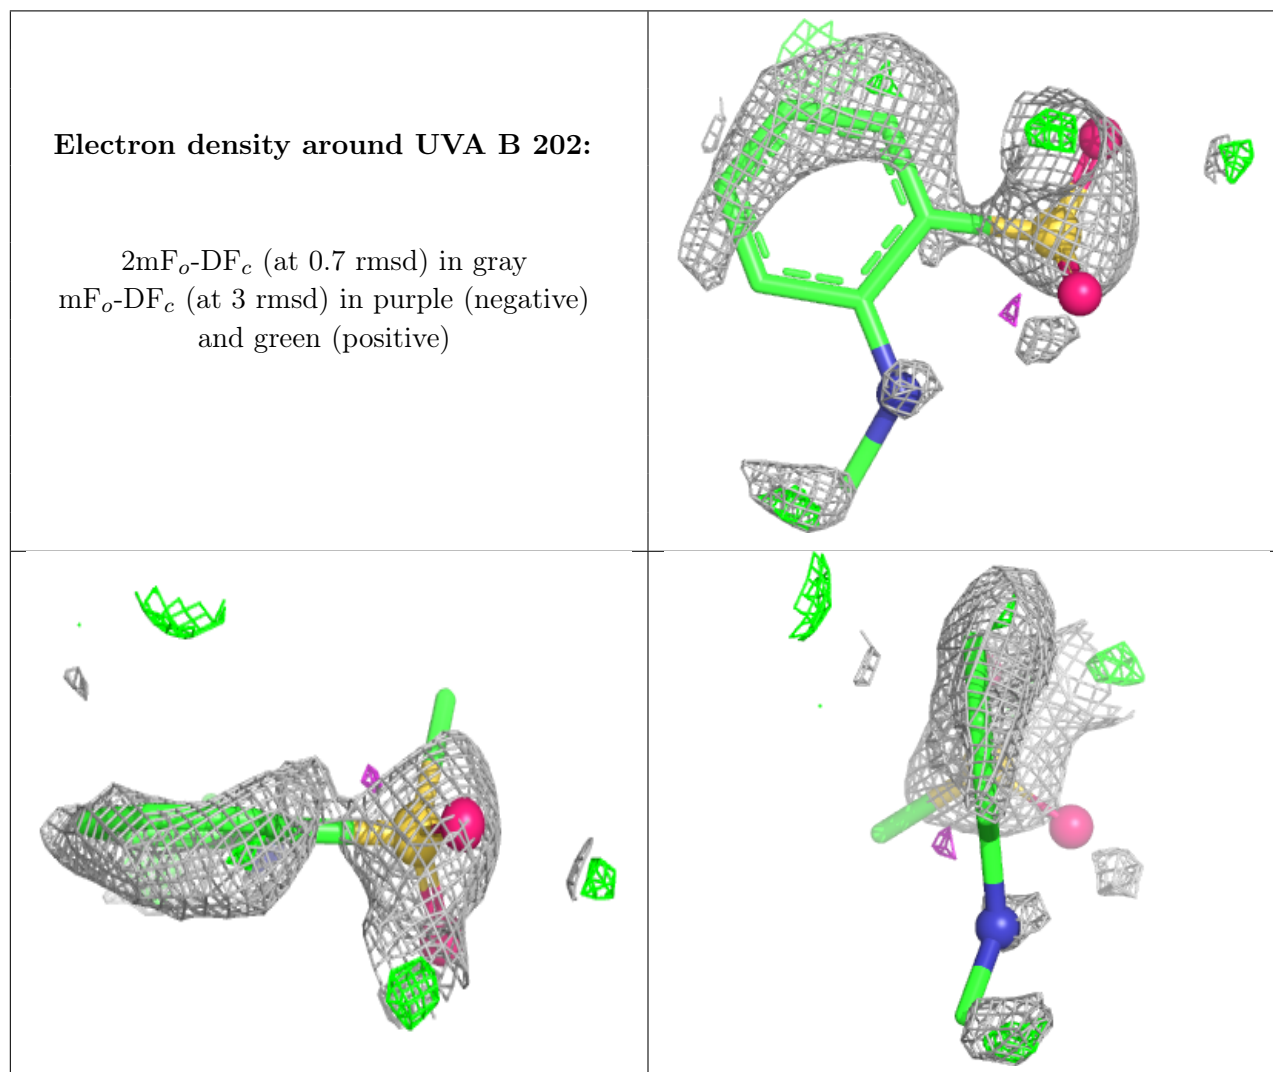 Electron density around UVA B 202:
2mFo-DFc (at 0.7 rmsd) in gray
mFo-DFc (at 3 rmsd) in purple (negative)
and green (positive)